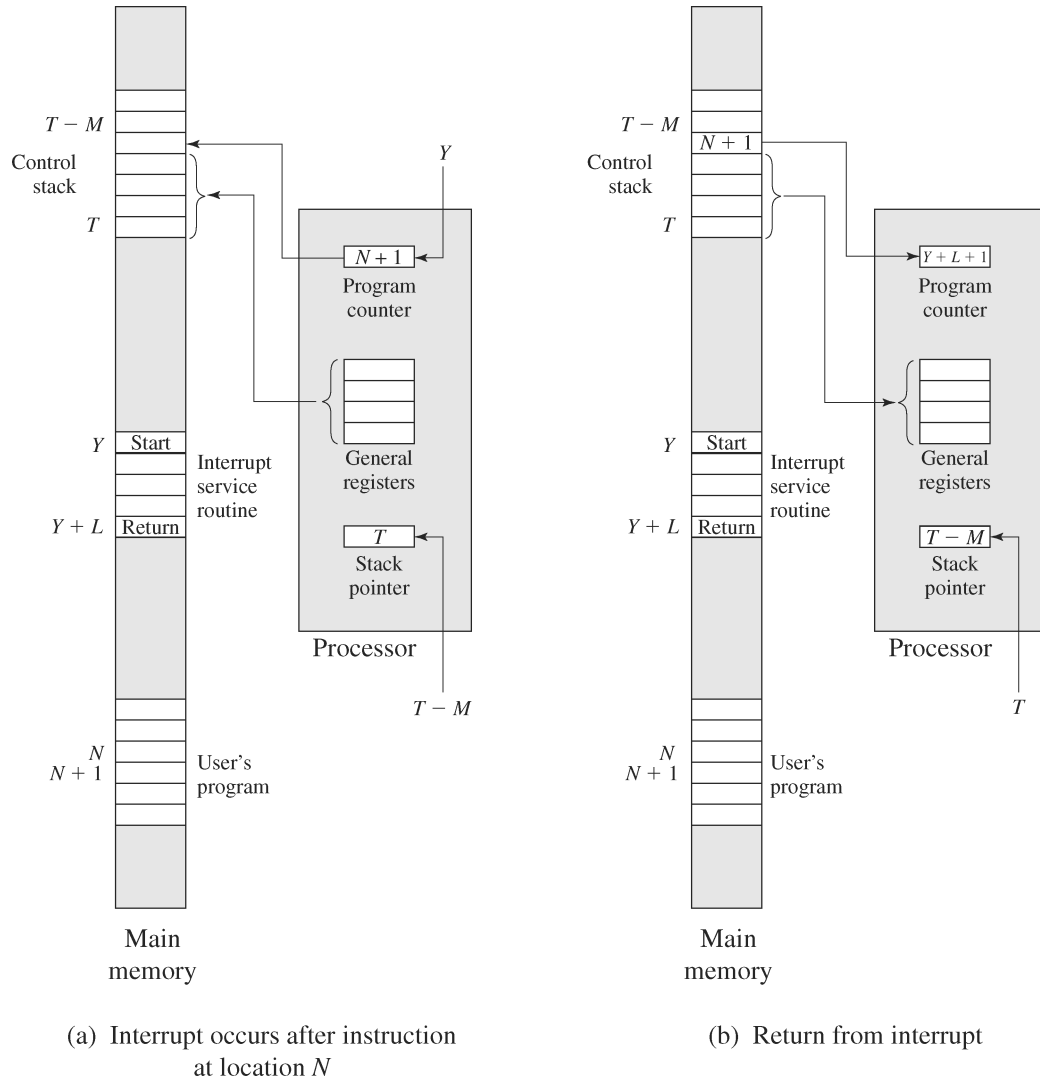 T − M
Control
stack
T
Y
N + 1
Program
counter
General
registers
Y
Start
Interrupt
service
routine
Y + L
Return
T
Stack
pointer
Processor
T − M
N
N + 1
User's
program
Main
memory
(a) Interrupt occurs after instruction
at location N
T − M
N + 1
Control
stack
T
Y + L + 1
Program
counter
General
registers
Y
Start
Interrupt
service
routine
Y + L
Return
T − M
Stack
pointer
Processor
T
N
N + 1
User's
program
Main
memory
(b) Return from interrupt